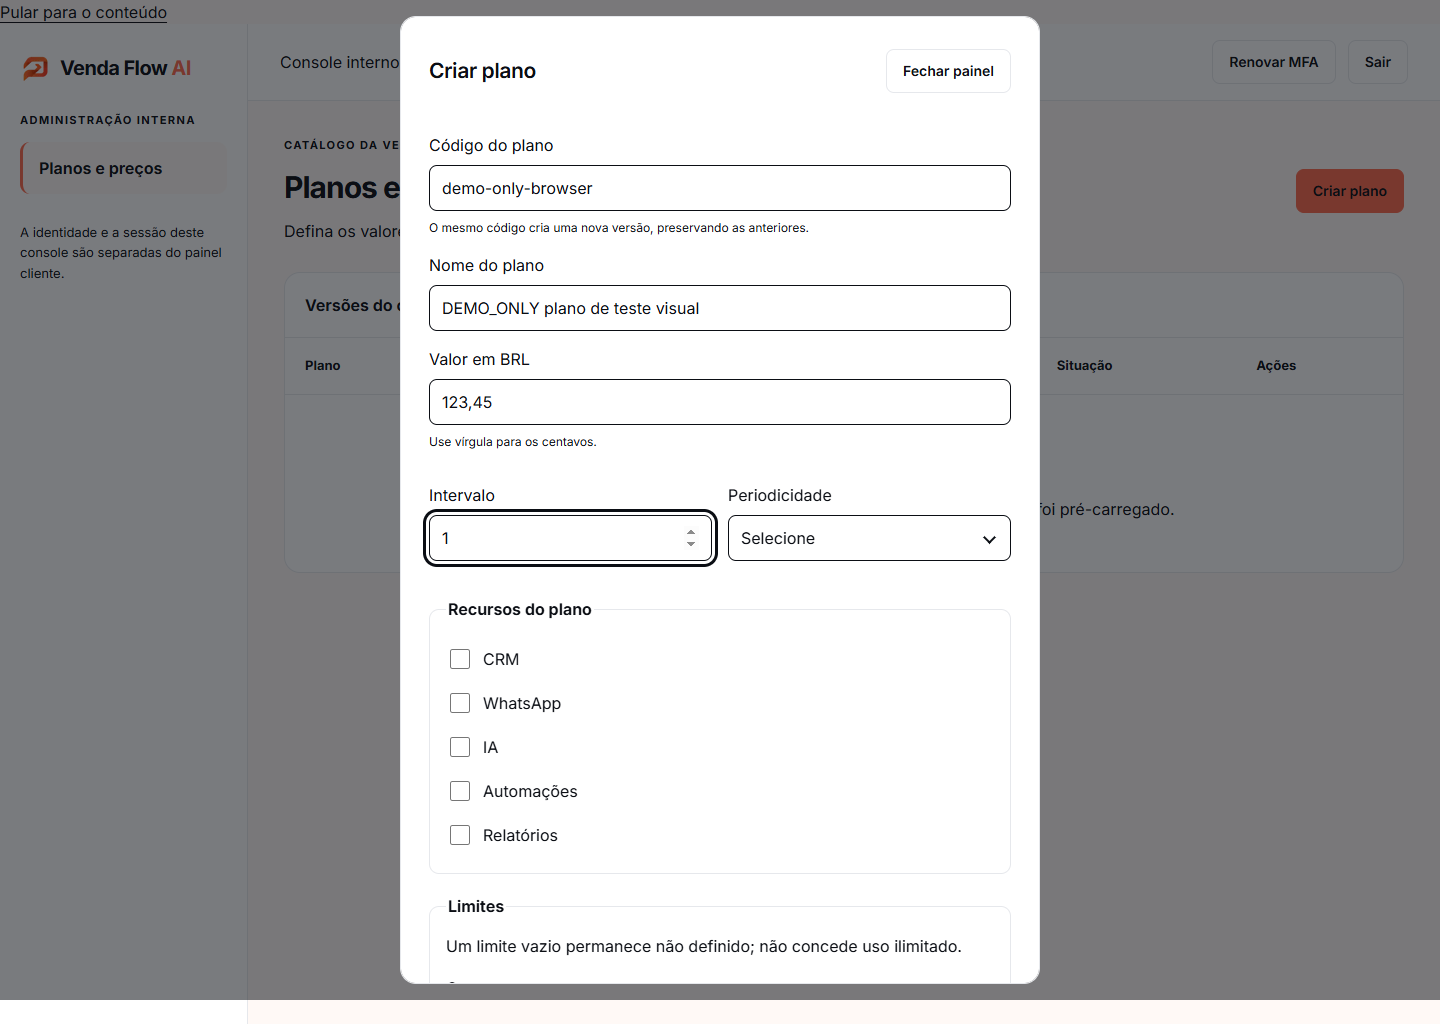 Pular para o conteúdo
Venda Flow AI
ADMINISTRAÇÃO INTERNA
Planos e preços
A identidade e a sessão deste
console são separadas do painel
cliente.
Console interno
Renovar MFA
Sair
CATÁLOGO DA VE
Planos e
Criar plano
Defina os valor
Versões do
Plano
Situação
Ações
foi pré-carregado.
Criar plano
Fechar painel
Código do plano
demo-only-browser
O mesmo código cria uma nova versão, preservando as anteriores.
Nome do plano
DEMO_ONLY plano de teste visual
Valor em BRL
123,45
Use vírgula para os centavos.
Intervalo
Periodicidade
1
Selecione
Recursos do plano
CRM
WhatsApp
IA
Automações
Relatórios
Limites
Um limite vazio permanece não definido; não concede uso ilimitado.